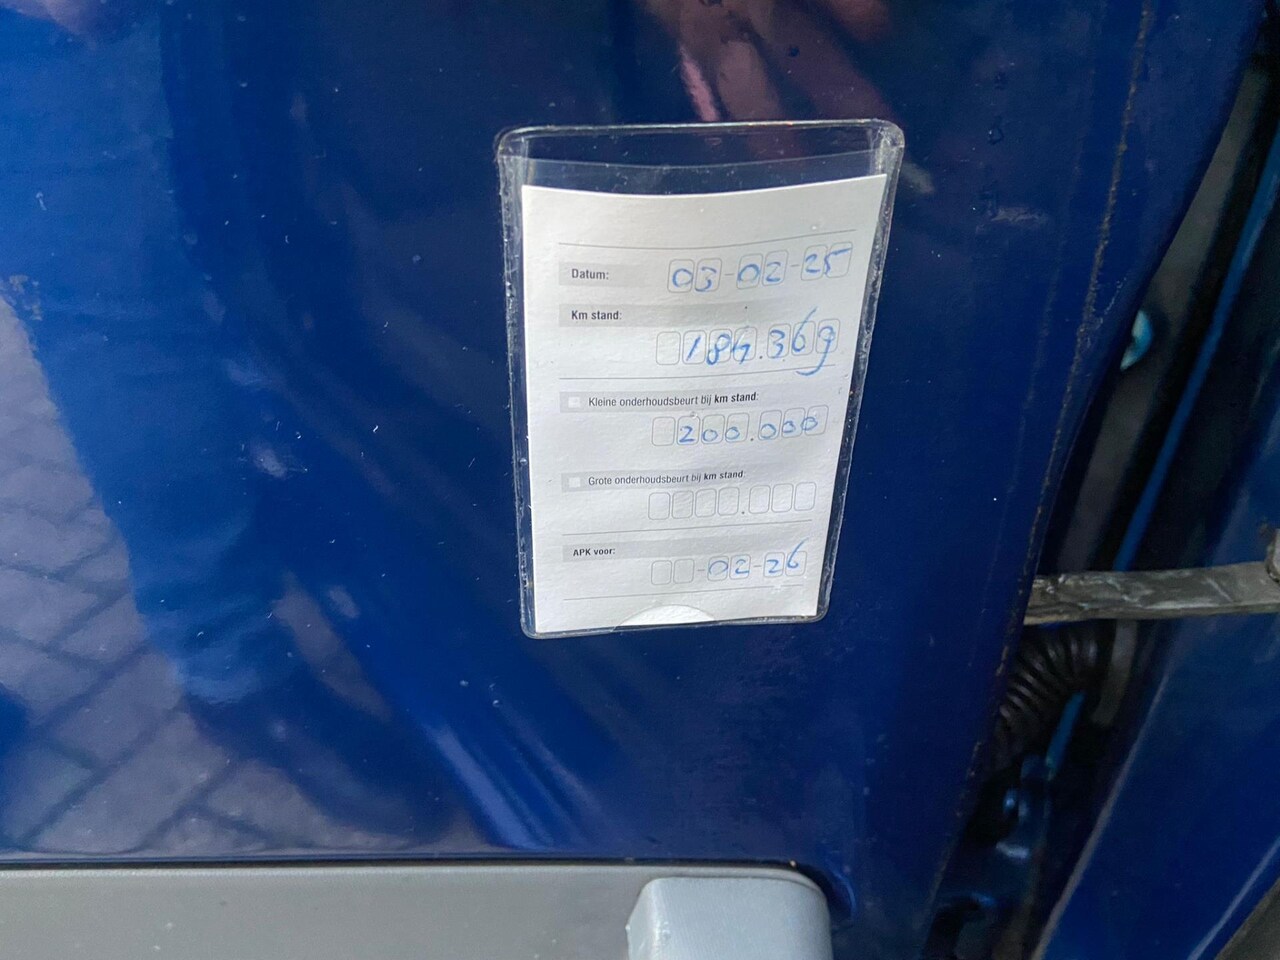 Datum: 03-02-25
Km stand:
184.369
Kleine onderhoudsbeurt bij km stand:
200.000
Grote onderhoudsbeurt bij km stand:
APK voor:
02-26